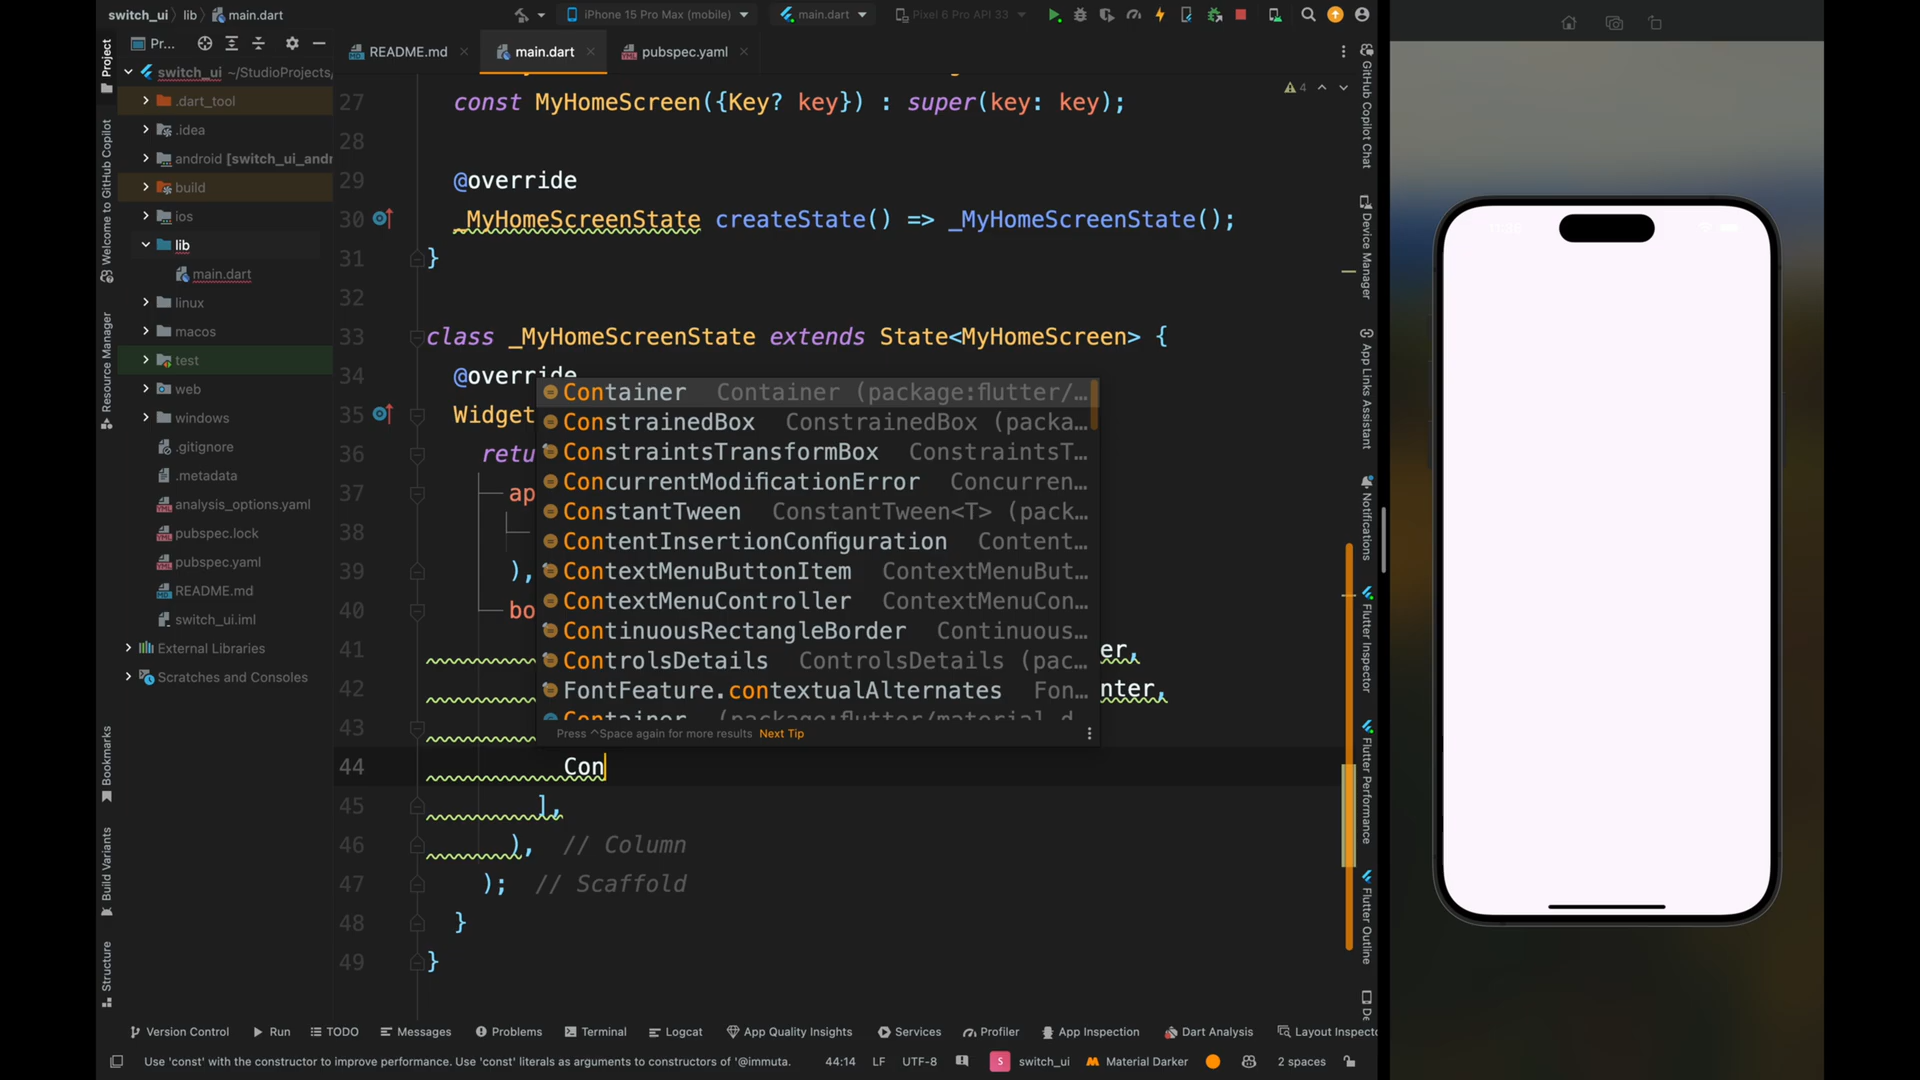 switch_ui
lib
main.dart
iPhone 15 Pro Max (mobile)
main.dart
Pixel 6 Pro API 33
Pr...
README.md
main.dart
pubspec.yaml
Project
Welcome to GitHub Copilot
Resource Manager
Bookmarks
Build Variants
Structure
switch_ui ~/StudioProjects/
.dart_tool
.idea
android [switch_ui_andr
build
ios
lib
main.dart
linux
macos
test
web
windows
.gitignore
.metadata
analysis_options.yaml
pubspec.lock
pubspec.yaml
README.md
switch_ui.iml
External Libraries
Scratches and Consoles
4
27 const MyHomeScreen({Key? key}) : super(key: key);
28
29 @override
30 _MyHomeScreenState createState() => _MyHomeScreenState();
31 }
32
33 class _MyHomeScreenState extends State<MyHomeScreen> {
34 @override
35 Widget
36 retu
37 ap
38
39 ),
40 bo
41 er,
42 nter,
43
44 Con
45 ],
46 ), // Column
47 ); // Scaffold
48 }
49 }
Container Container (package:flutter/…
ConstrainedBox ConstrainedBox (packa…
ConstraintsTransformBox ConstraintsT…
ConcurrentModificationError Concurren…
ConstantTween ConstantTween<T> (pack…
ContentInsertionConfiguration Content…
ContextMenuButtonItem ContextMenuBut…
ContextMenuController ContextMenuCon…
ContinuousRectangleBorder Continuous…
ControlsDetails ControlsDetails (pac…
FontFeature.contextualAlternates Fon…
Container (package:flutter/material.d
Press ^Space again for more results Next Tip
GitHub Copilot Chat
Device Manager
App Links Assistant
Notifications
Flutter Inspector
Flutter Performance
Flutter Outline
De
Version Control
Run
TODO
Messages
Problems
Terminal
Logcat
App Quality Insights
Services
Profiler
App Inspection
Dart Analysis
Layout Inspecto
Use 'const' with the constructor to improve performance. Use 'const' literals as arguments to constructors of '@immuta.
44:14
LF
UTF-8
S
switch_ui
Material Darker
2 spaces